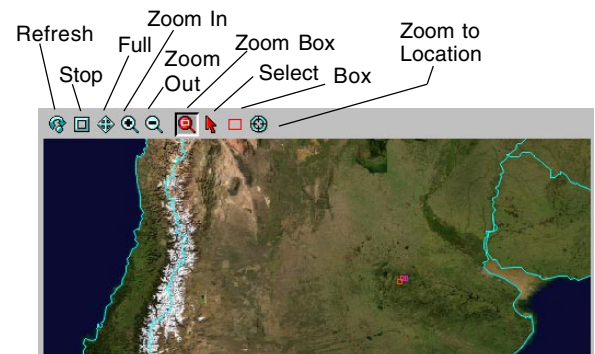 Refresh
Stop
Full
Zoom In
Zoom
Out
Zoom Box
Select
Box
Zoom to
Location